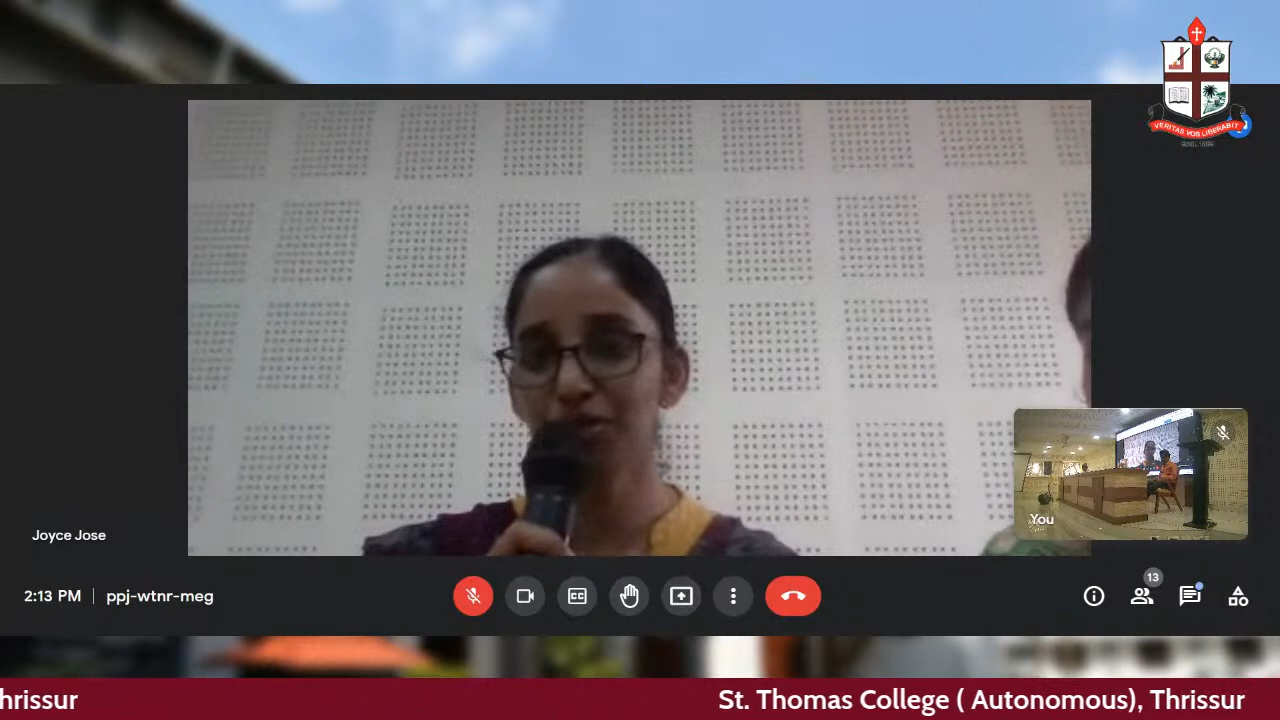 VERITAS VOS LIBERABIT
Joyce Jose
You
2:13 PM
ppj-wtnr-meg
CC
13
hrissur
St. Thomas College ( Autonomous), Thrissur